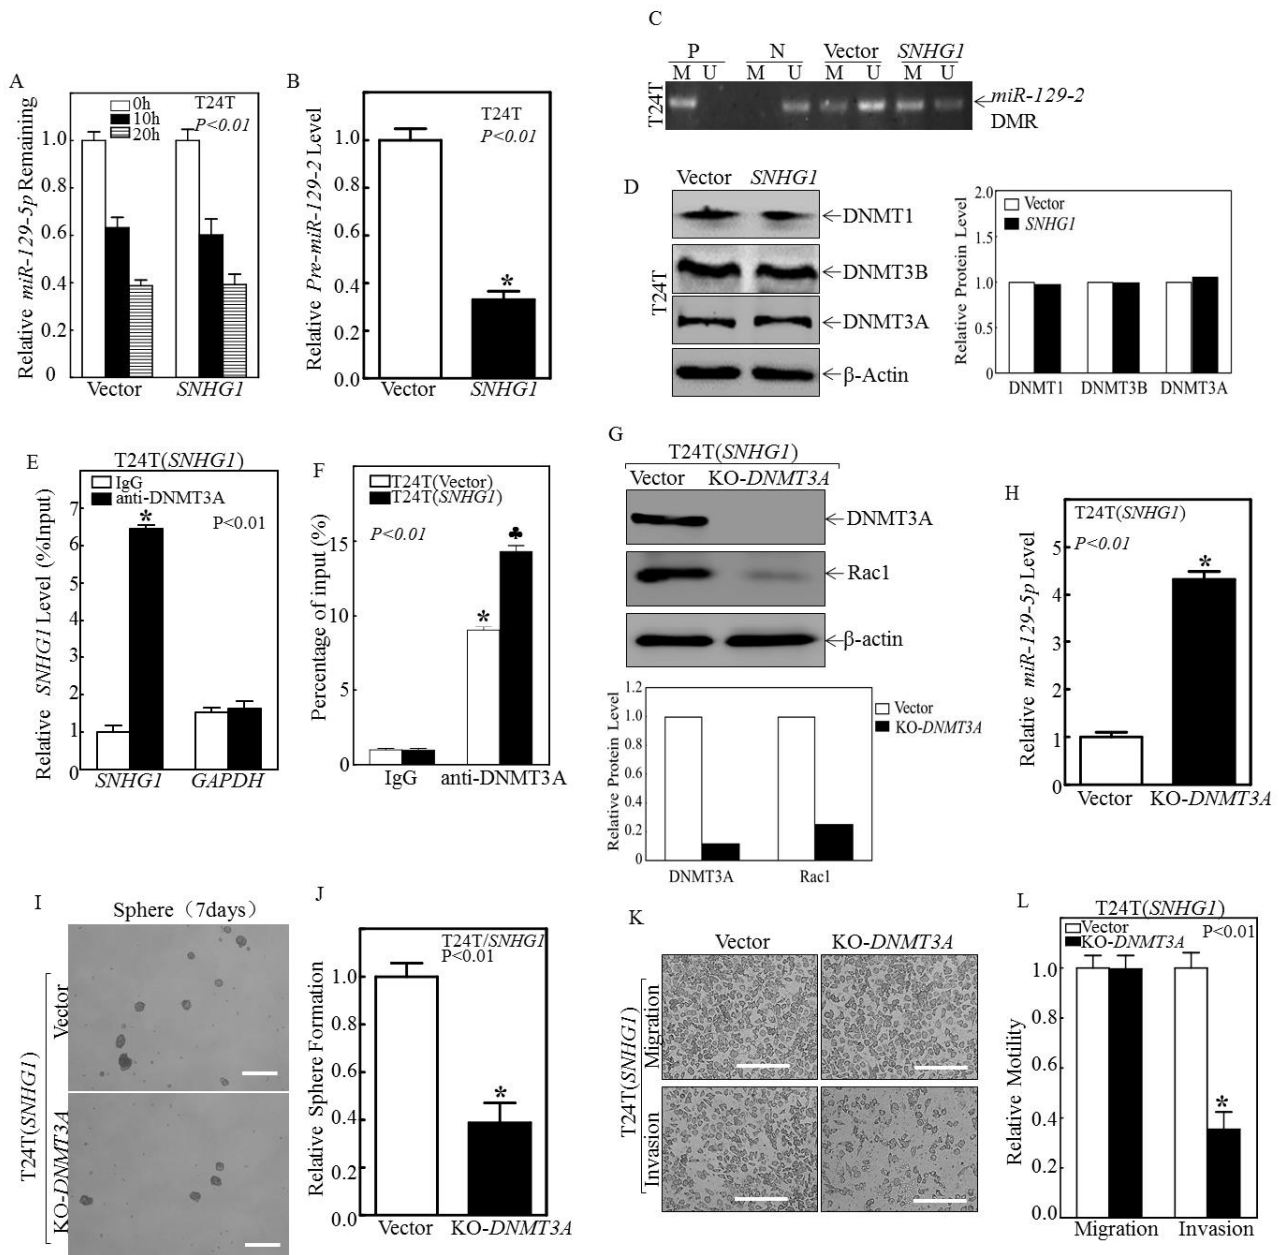 A
Relative miR-129-5p Remaining
0h
10h
20h
T24T
P<0.01
1.0
0.8
0.6
0.4
0.2
0
Vector SNHG1
B
Relative Pre-miR-129-2 Level
T24T
P<0.01
1.0
0.8
0.6
0.4
0.2
0.0
*
Vector SNHG1
C
P N Vector SNHG1
M U M U M U M U
T24T
←miR-129-2
DMR
D
Vector SNHG1
←DNMT1
←DNMT3B
←DNMT3A
←β-Actin
T24T
Relative Protein Level
2.0
1.5
1.0
0.5
0
Vector
SNHG1
DNMT1 DNMT3B DNMT3A
E
T24T(SNHG1)
IgG
anti-DNMT3A
P<0.01
*
Relative SNHG1 Level (%Input)
7
6
5
4
3
2
1
0
SNHG1 GAPDH
F
T24T(Vector)
T24T(SNHG1)
P<0.01
Percentage of input (%)
15
10
5
0
*
♣
IgG anti-DNMT3A
G
T24T(SNHG1)
Vector KO-DNMT3A
←DNMT3A
←Rac1
←β-actin
Relative Protein Level
1.2
1.0
0.8
0.6
0.4
0.2
0
Vector
KO-DNMT3A
DNMT3A Rac1
H
T24T(SNHG1)
P<0.01
Relative miR-129-5p Level
5
4
3
2
1
0
*
Vector KO-DNMT3A
I
Sphere（7days）
T24T(SNHG1)
Vector
KO-DNMT3A
J
T24T/SNHG1
P<0.01
Relative Sphere Formation
1.0
0.8
0.6
0.4
0.2
0.0
*
Vector KO-DNMT3A
K
Vector KO-DNMT3A
T24T(SNHG1)
Migration
Invasion
L
T24T(SNHG1)
Vector
KO-DNMT3A
P<0.01
Relative Motility
1.0
0.8
0.6
0.4
0.2
0.0
*
Migration Invasion